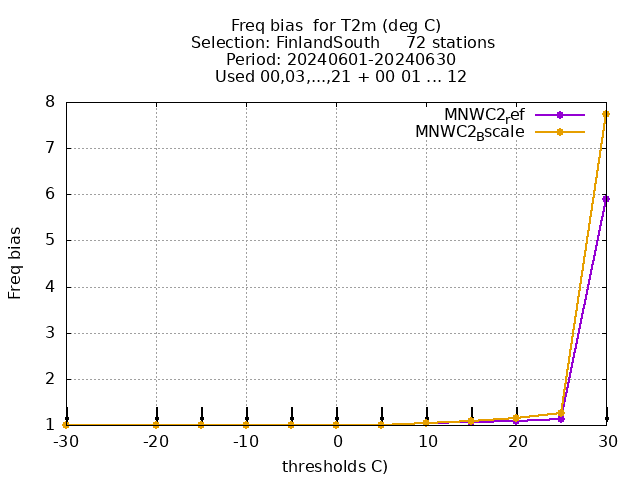 Freq bias  for T2m (deg C)
Selection: FinlandSouth     72 stations
Period: 20240601-20240630
Used 00,03,...,21 + 00 01 ... 12
MNWC2ref
MNWC2Bscale
8
7
6
5
4
3
2
1
Freq bias
-30 -20 -10 0 10 20 30
thresholds C)